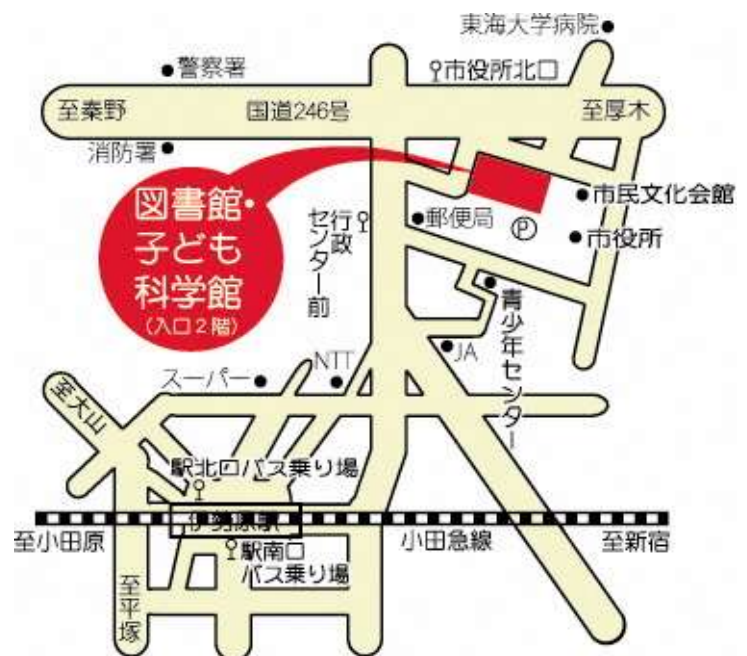 東海大学病院
警察署
市役所北口
至秦野
国道246号
至厚木
消防署
図書館・
子ども
科学館
(入口2階)
行政
センター前
郵便局
市民文化会館
P
市役所
青少年センター
JA
NTT
スーパー
至大山
駅北口バス乗り場
伊勢原駅
至小田原
小田急線
至新宿
駅南口
バス乗り場
至平塚